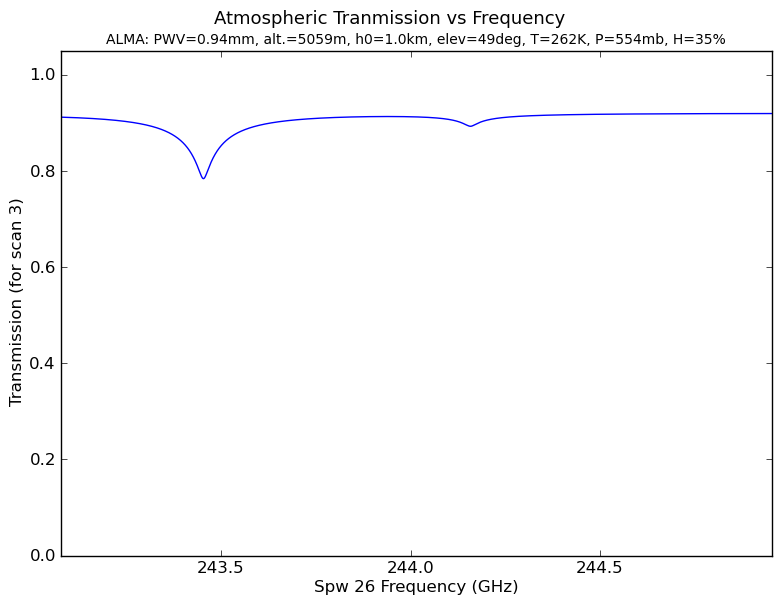 Atmospheric Tranmission vs Frequency
ALMA: PWV=0.94mm, alt.=5059m, h0=1.0km, elev=49deg, T=262K, P=554mb, H=35%
1.0
0.8
0.6
0.4
0.2
0.0
Transmission (for scan 3)
243.5 244.0 244.5
Spw 26 Frequency (GHz)